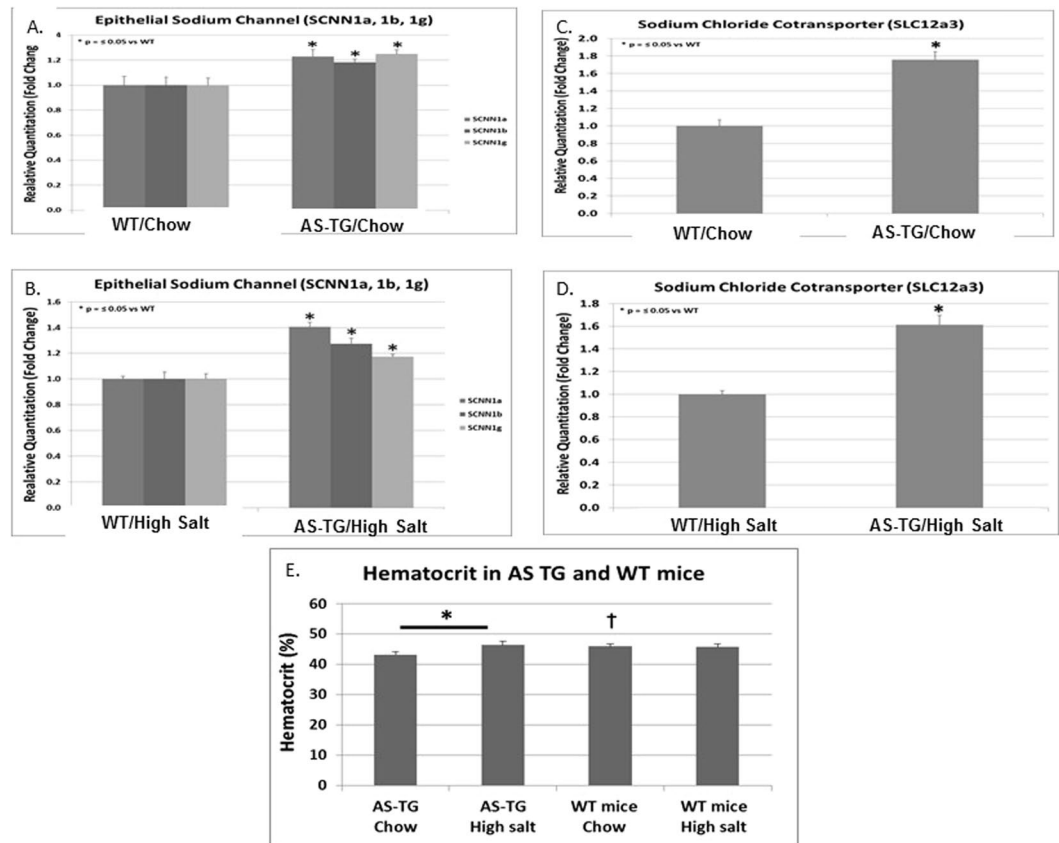 A.
Epithelial Sodium Channel (SCNN1a, 1b, 1g)
* p = ≤ 0.05 vs WT
Realative Quantitation (Fold Chang
4
1.2
1.0
0.8
0.6
0.4
0.2
0.0
* * *
SCNN1a
SCNN1b
SCNN1g
WT/Chow
AS-TG/Chow
C.
Sodium Chloride Cotransporter (SLC12a3)
* p = ≤ 0.05 vs WT
Relative Quantitation (Fold Change)
2.0
1.8
1.6
1.4
1.2
1.0
0.8
0.6
0.4
0.2
0.0
*
WT/Chow
AS-TG/Chow
B.
Epithelial Sodium Channel (SCNN1a, 1b, 1g)
* p = ≤ 0.05 vs WT
Realative Quantitation (Fold Change)
1.6
1.4
1.2
1.0
0.8
0.6
0.4
0.2
0.0
* * *
SCNN1a
SCNN1b
SCNN1g
WT/High Salt
AS-TG/High Salt
D.
Sodium Chloride Cotransporter (SLC12a3)
* p = ≤ 0.05 vs WT
Relative Quantitation (Fold Change)
1.8
1.6
1.4
1.2
1.0
0.8
0.6
0.4
0.2
0.0
*
WT/High Salt
AS-TG/High Salt
E.
Hematocrit in AS TG and WT mice
Hematocrit (%)
60
50
40
30
20
10
0
* †
AS-TG Chow
AS-TG High salt
WT mice Chow
WT mice High salt